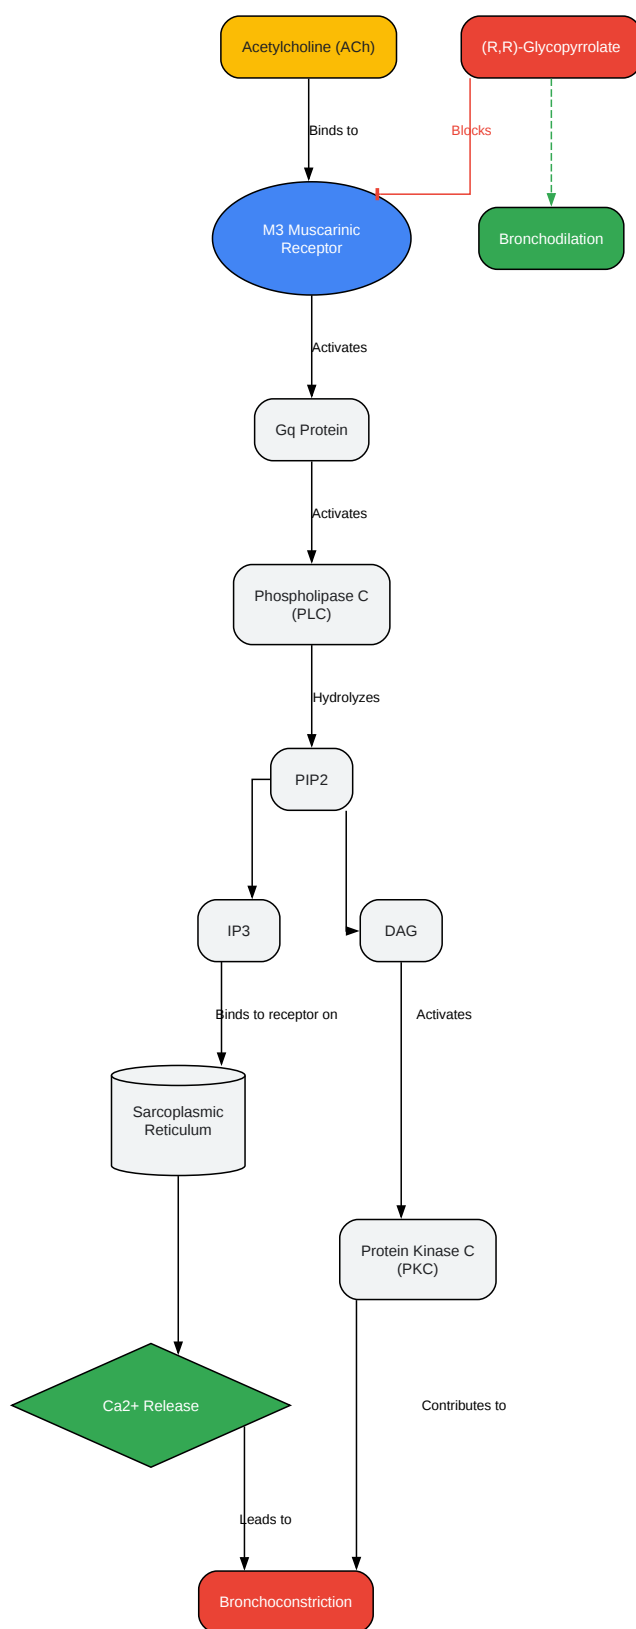 Acetylcholine (ACh)
(R,R)-Glycopyrrolate
Binds to
Blocks
M3 Muscarinic
Receptor
Bronchodilation
Activates
Gq Protein
Activates
Phospholipase C
(PLC)
Hydrolyzes
PIP2
IP3
DAG
Binds to receptor on
Activates
Sarcoplasmic
Reticulum
Protein Kinase C
(PKC)
Ca2+ Release
Contributes to
Leads to
Bronchoconstriction